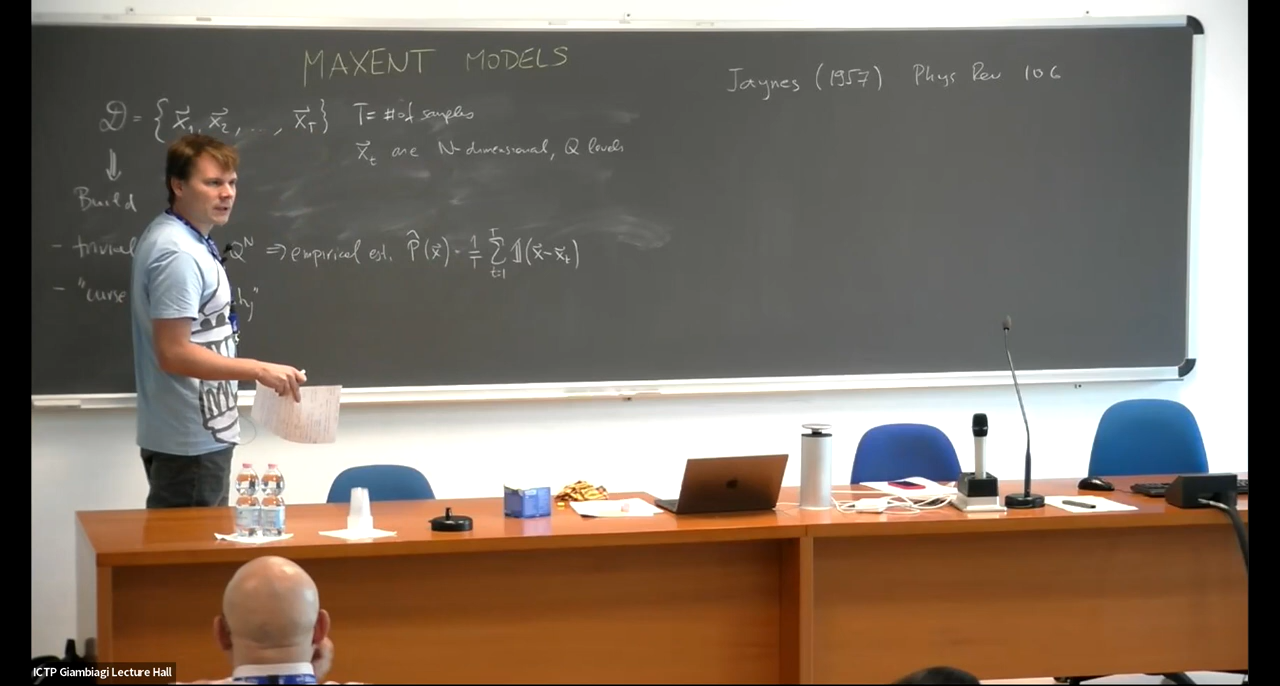 MAXENT MODELS
Jaynes (1957) Phys Rev 106
𝒟 = { x⃗₁, x⃗₂, ..., x⃗_T } T = # of samples
x⃗_t are N-dimensional, Q levels
⇓
Build
- trivial Q^N ⇒ empirical est. P̂(x⃗) = 1/T ∑_{t=1}^{T} 𝟙(x⃗-x⃗_t)
- "curse
ICTP Giambiagi Lecture Hall